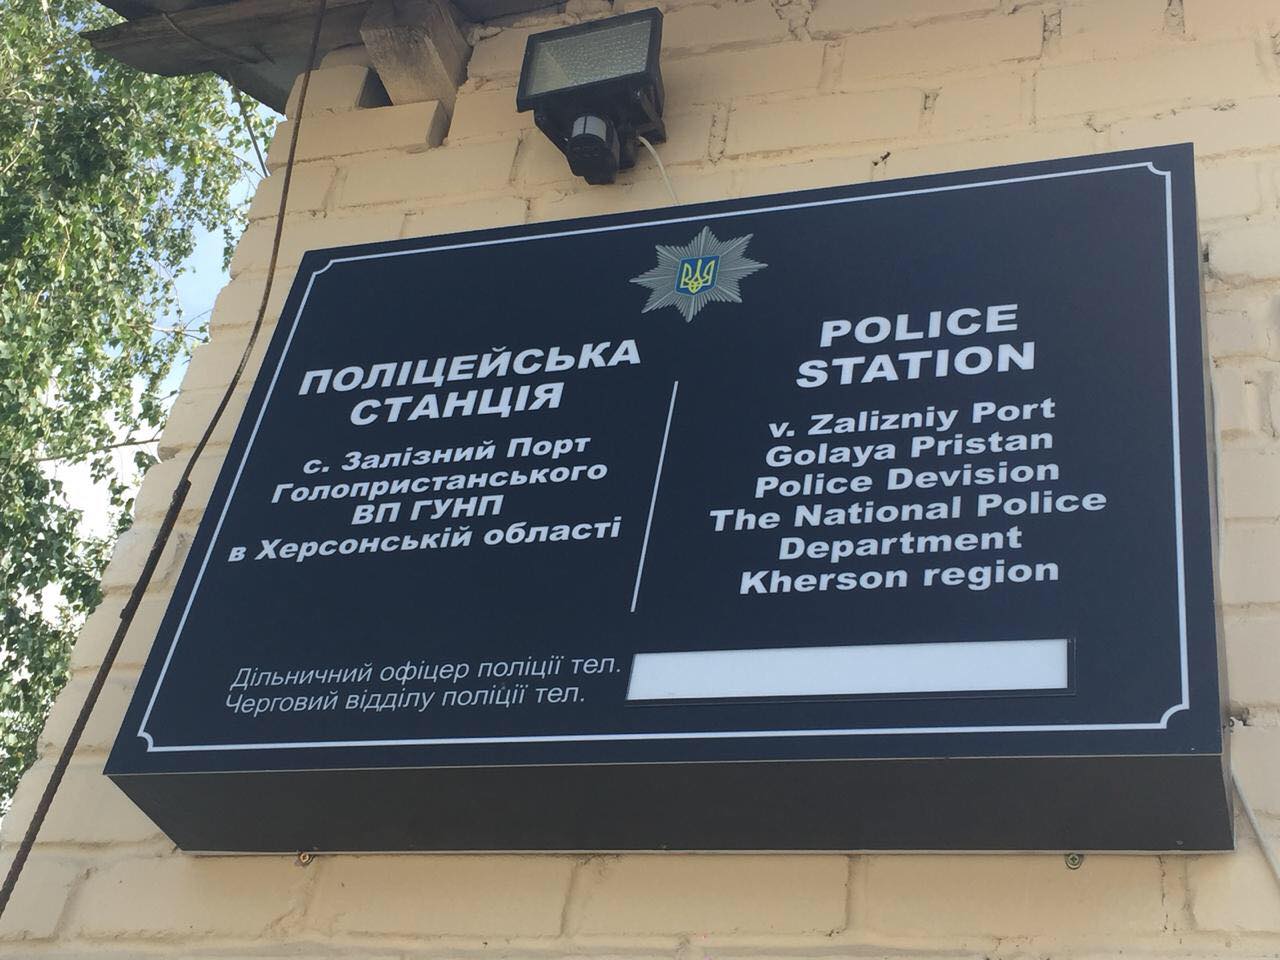 ПОЛІЦЕЙСЬКА
СТАНЦІЯ
с. Залізний Порт
Голопристанського
ВП ГУНП
в Херсонській області
POLICE
STATION
v. Zalizniy Port
Golaya Pristan
Police Devision
The National Police
Department
Kherson region
Дільничний офіцер поліції тел.
Черговий відділу поліції тел.